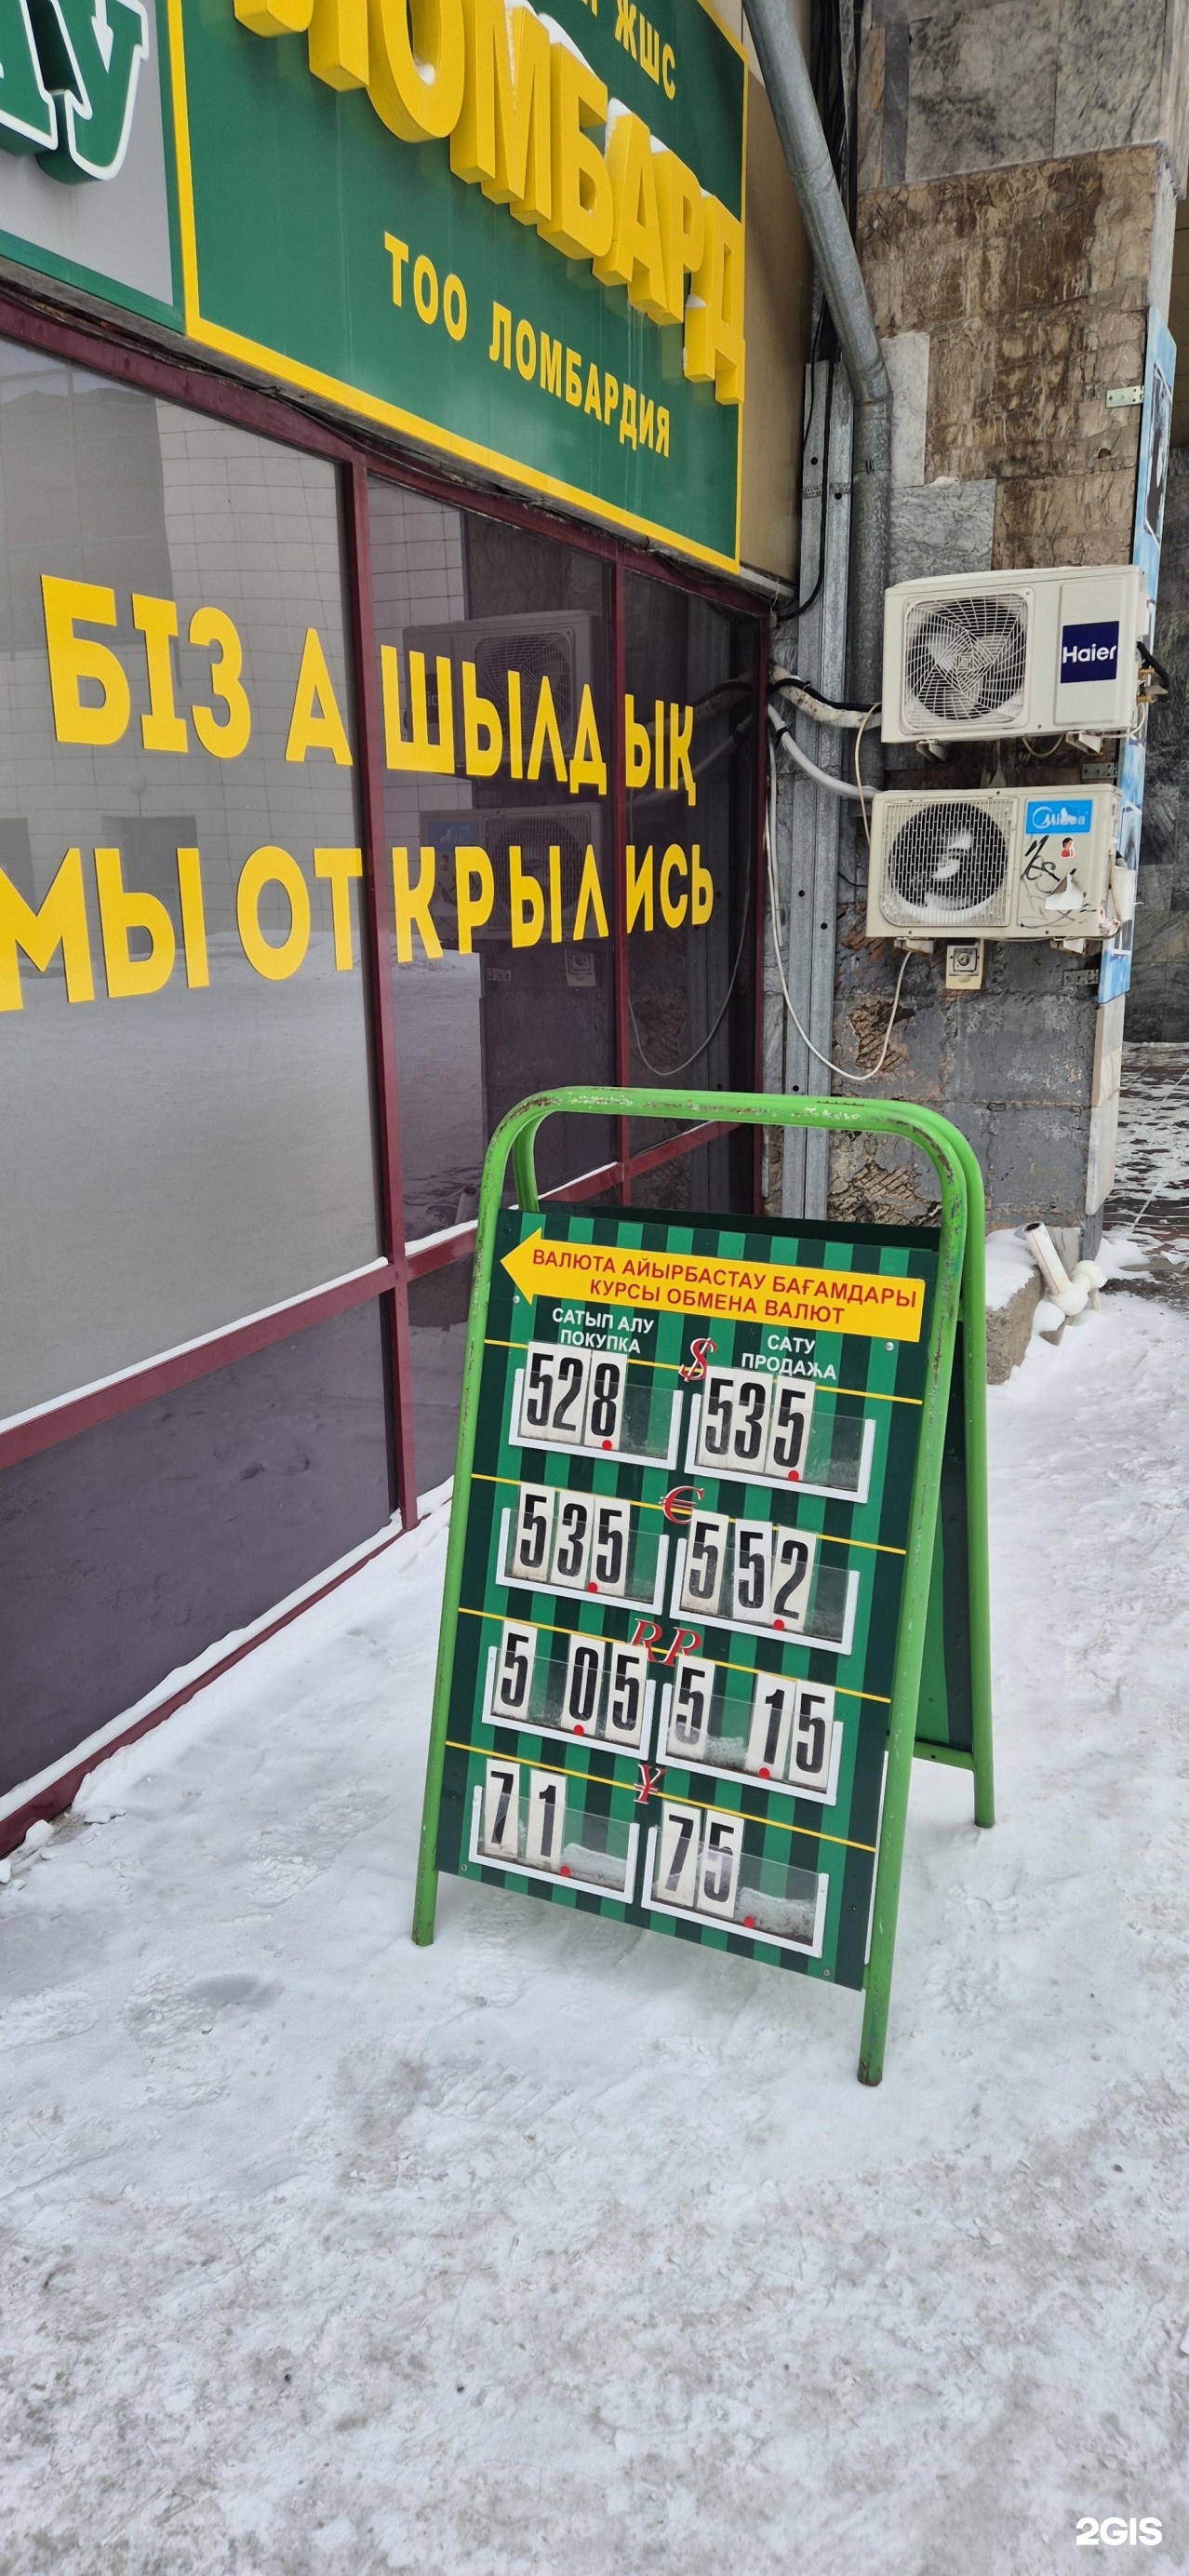 ЖШС
ЛОМБАРД
ТОО ЛОМБАРДИЯ
БІЗ АШЫЛДЫҚ
МЫ ОТКРЫЛИСЬ
Haier
Midea
ВАЛЮТА АЙЫРБАСТАУ БАҒАМДАРЫ
КУРСЫ ОБМЕНА ВАЛЮТ
САТЫП АЛУ САТУ
ПОКУПКА $ ПРОДАЖА
528 535
€
535 552
RR
5.05 5.15
¥
71 75
2GIS